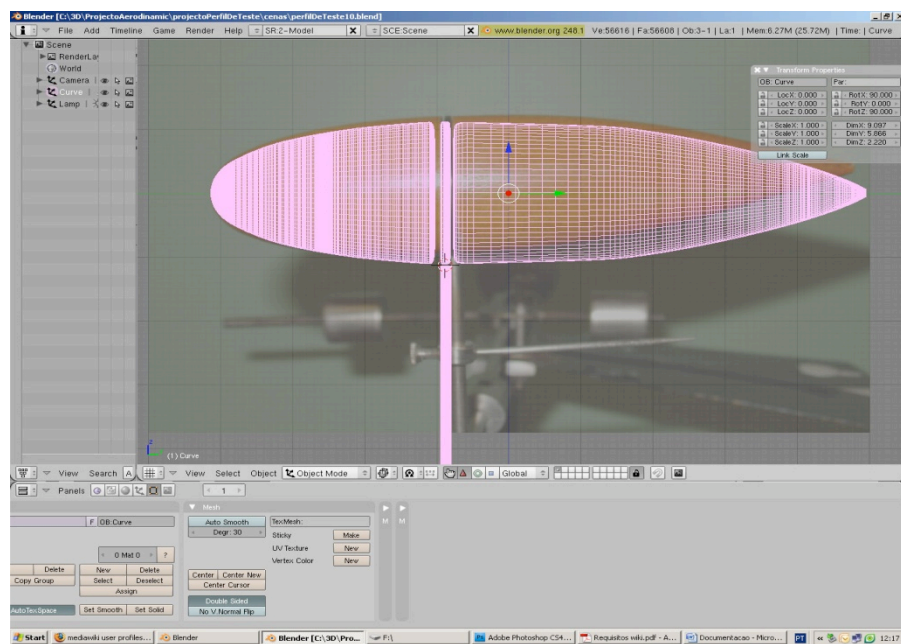 Blender [C:\3D\ProjectoAerodinamic\projectoPerfilDeTeste\cenas\perfilDeTeste10.blend]
File Add Timeline Game Render Help SR:2-Model X SCE:Scene X www.blender.org 248.1 Ve:56616 | Fa:56608 | Ob:3-1 | La:1 | Mem:6.27M (25.72M) | Time: | Curve
Scene
RenderLay
World
Camera
Curve
Lamp
Transform Properties
OB: Curve Par:
LocX: 0.000 RotX: 90.000
LocY: 0.000 RotY: 0.000
LocZ: 0.000 RotZ: 90.000
ScaleX: 1.000 DimX: 9.097
ScaleY: 1.000 DimY: 5.866
ScaleZ: 1.000 DimZ: 2.220
Link Scale
(1) Curve
View Search A View Select Object Object Mode Global
Panels 1
Mesh
F OB:Curve Auto Smooth TexMesh:
Degr: 30 Sticky Make
UV Texture New
0 Mat 0 ? Vertex Color New
Delete New Delete Center Center New
Copy Group Select Deselect Center Cursor
Assign
Double Sided
AutoTexSpace Set Smooth Set Solid No V.Normal Flip
Start mediawiki user profiles... Blender Blender [C:\3D\Pro... F:\ Adobe Photoshop CS4... Requisitos wiki.pdf - A... Documentacao - Micro... PT 12:17